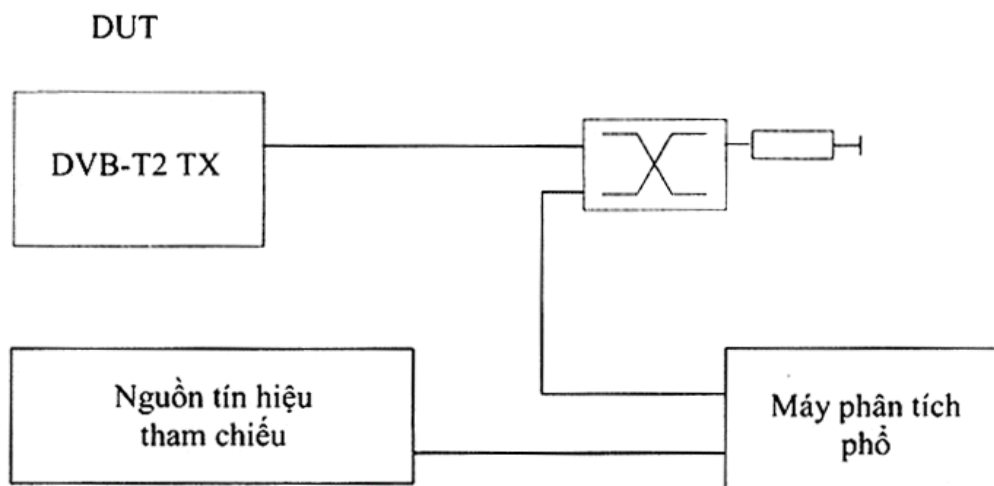 DUT
DVB-T2 TX
Nguồn tín hiệu
tham chiếu
Máy phân tích
phổ